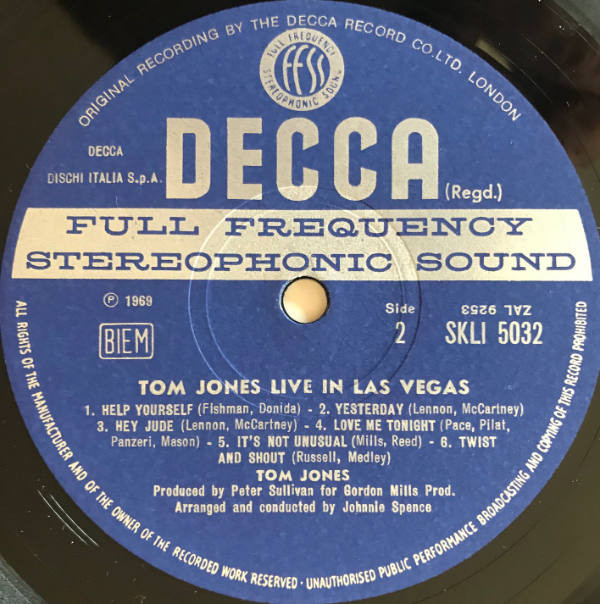 ORIGINAL RECORDING BY THE DECCA RECORD CO. LTD. LONDON
FULL FREQUENCY
FFSS
STEREOPHONIC SOUND
DECCA
DISCHI ITALIA S.p.A.
DECCA (Regd.)
FULL FREQUENCY
STEREOPHONIC SOUND
Ⓟ 1969
BIEM
Side
2
ZAL 9253
SKLI 5032
TOM JONES LIVE IN LAS VEGAS
1. HELP YOURSELF (Fishman, Donida) - 2. YESTERDAY (Lennon, McCartney)
3. HEY JUDE (Lennon, McCartney) - 4. LOVE ME TONIGHT (Pace, Pilat,
Panzeri, Mason) - 5. IT'S NOT UNUSUAL (Mills, Reed) - 6. TWIST
AND SHOUT (Russell, Medley)
TOM JONES
Produced by Peter Sullivan for Gordon Mills Prod.
Arranged and conducted by Johnnie Spence
ALL RIGHTS OF THE MANUFACTURER AND OF THE OWNER OF THE RECORDED WORK RESERVED · UNAUTHORISED PUBLIC PERFORMANCE BROADCASTING AND COPYING OF THIS RECORD PROHIBITED